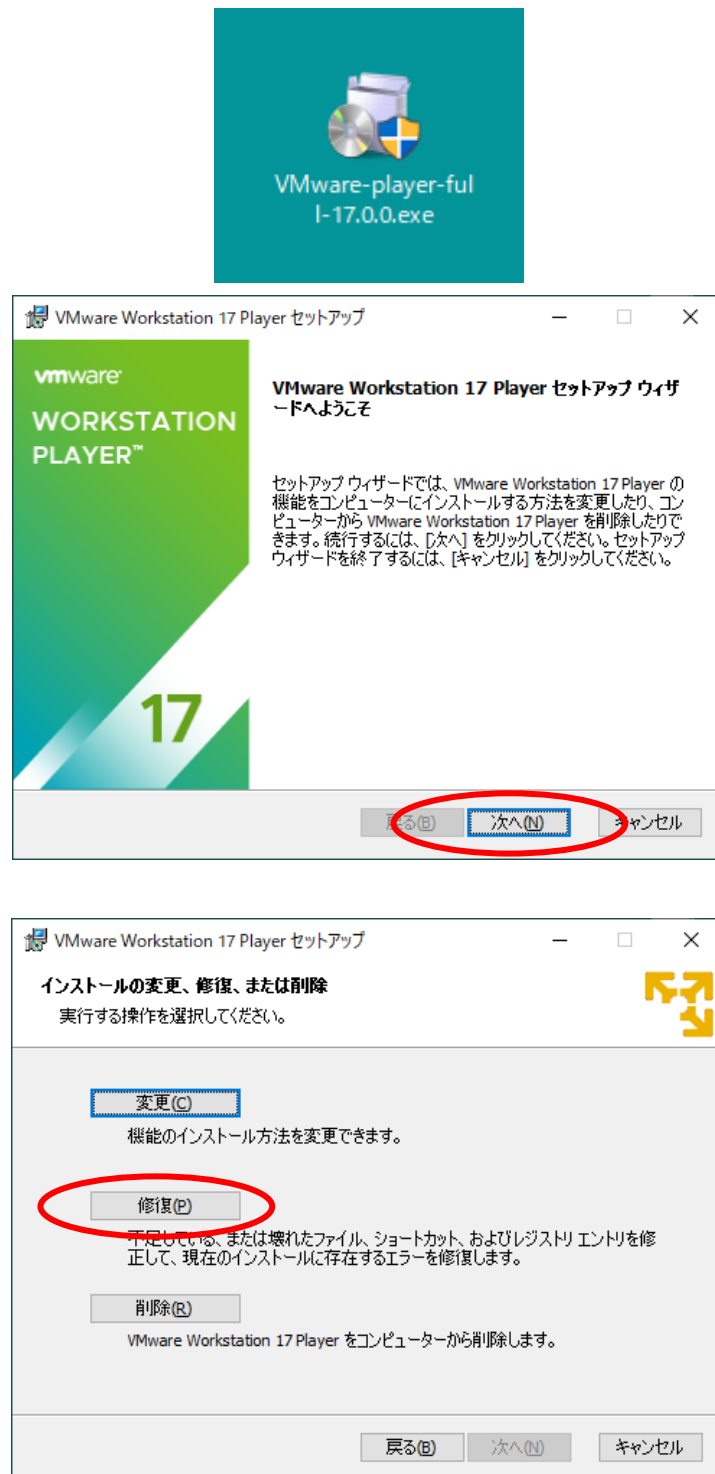 VMware-player-ful
l-17.0.0.exe
VMware Workstation 17 Player セットアップ
vmware
WORKSTATION
PLAYER™
17
VMware Workstation 17 Player セットアップ ウィザ
ードへようこそ
セットアップ ウィザードでは、VMware Workstation 17 Player の
機能をコンピューターにインストールする方法を変更したり、コン
ピューターから VMware Workstation 17 Player を削除したりで
きます。続行するには、[次へ] をクリックしてください。セットアップ
ウィザードを終了するには、[キャンセル] をクリックしてください。
戻る(B)
次へ(N)
キャンセル
VMware Workstation 17 Player セットアップ
インストールの変更、修復、または削除
実行する操作を選択してください。
変更(C)
機能のインストール方法を変更できます。
修復(P)
不足している、または壊れたファイル、ショートカット、およびレジストリ エントリを修
正して、現在のインストールに存在するエラーを修復します。
削除(R)
VMware Workstation 17 Player をコンピューターから削除します。
戻る(B)
次へ(N)
キャンセル